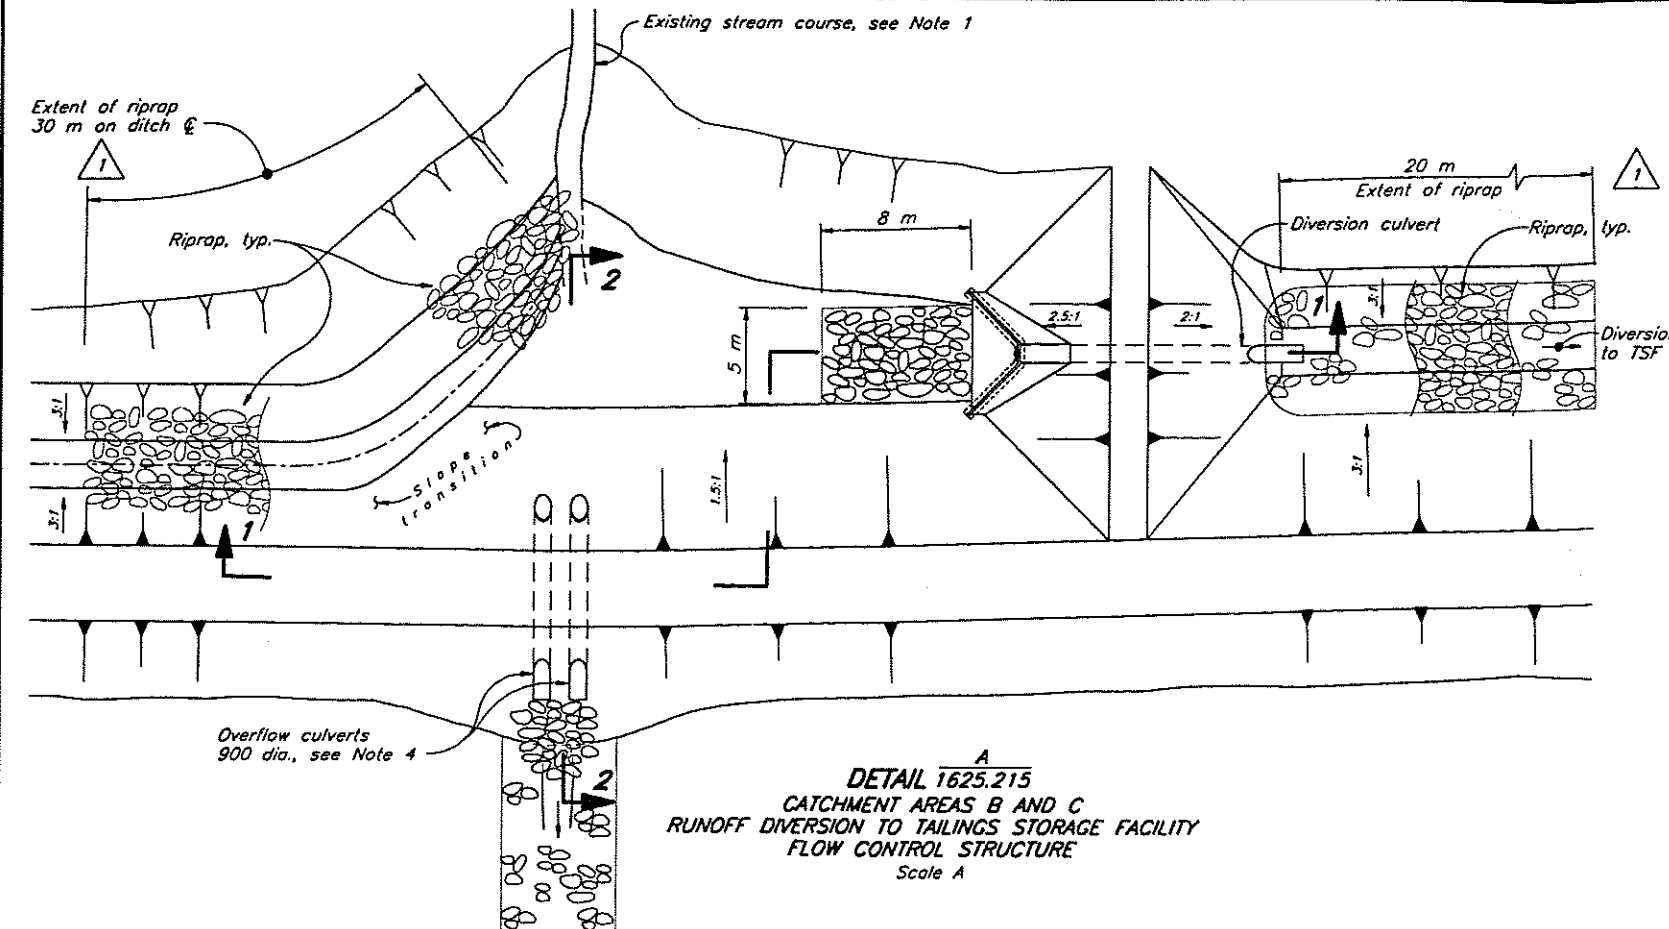 Existing stream course, see Note 1
Extent of riprap
30 m on ditch ℄
1
20 m
Extent of riprap
1
Riprap, typ.
8 m
Diversion culvert
Riprap, typ.
2
2.5:1
2:1
3:1
1
5 m
Diversion
to TSF
3:1
Slope
transition
1.5:1
3:1
3:1
1
Overflow culverts
900 dia., see Note 4
2
DETAIL A
1625.215
CATCHMENT AREAS B AND C
RUNOFF DIVERSION TO TAILINGS STORAGE FACILITY
FLOW CONTROL STRUCTURE
Scale A